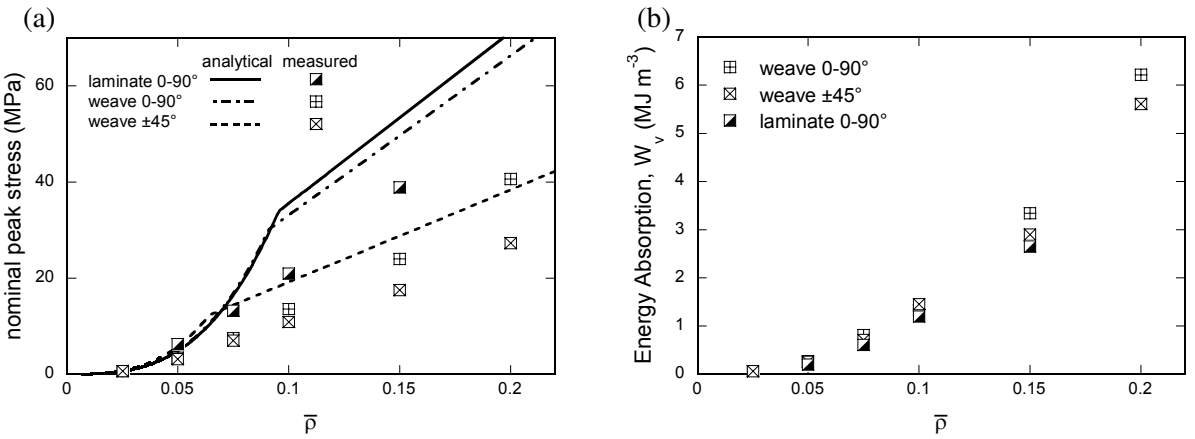 (a)
analytical measured
laminate 0-90°
weave 0-90°
weave ±45°
nominal peak stress (MPa)
60
40
20
0
0 0.05 0.1 0.15 0.2
ρ̅
(b)
weave 0-90°
weave ±45°
laminate 0-90°
Energy Absorption, W_v (MJ m⁻³)
7
6
5
4
3
2
1
0
0 0.05 0.1 0.15 0.2
ρ̅